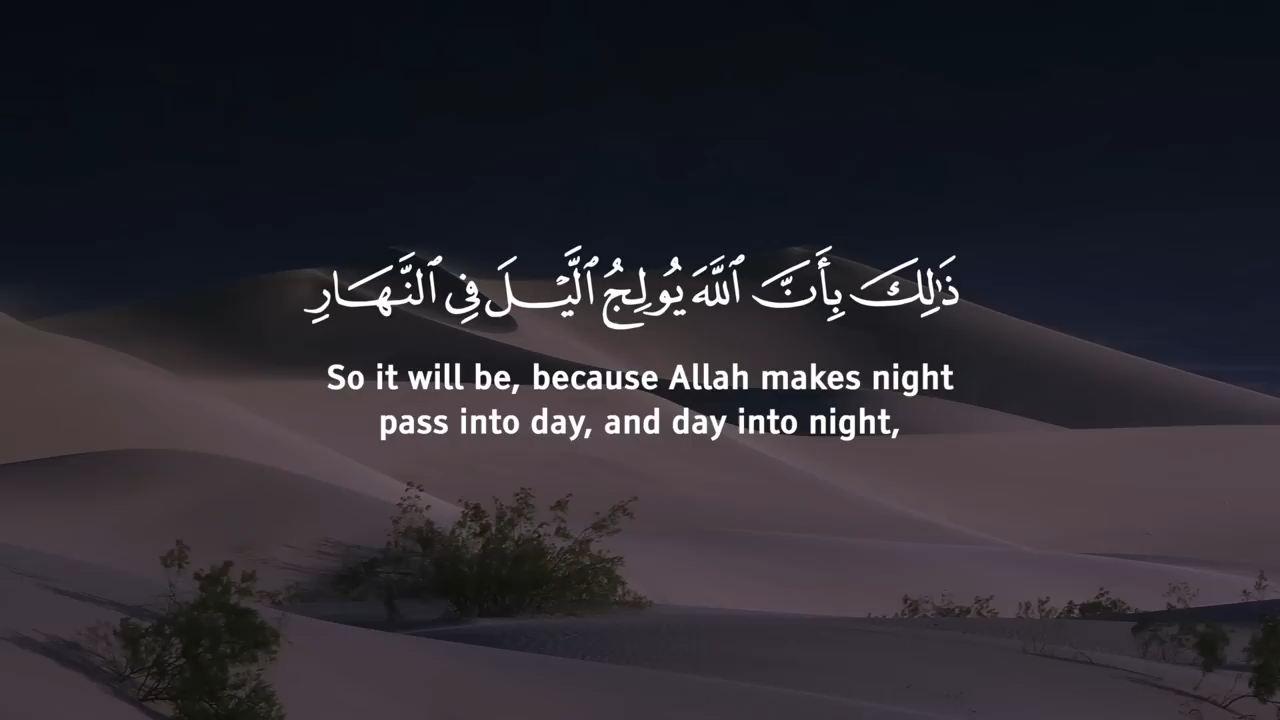 ذَٰلِكَ بِأَنَّ ٱللَّهَ يُولِجُ ٱلَّيْلَ فِي ٱلنَّهَارِ
So it will be, because Allah makes night
pass into day, and day into night,